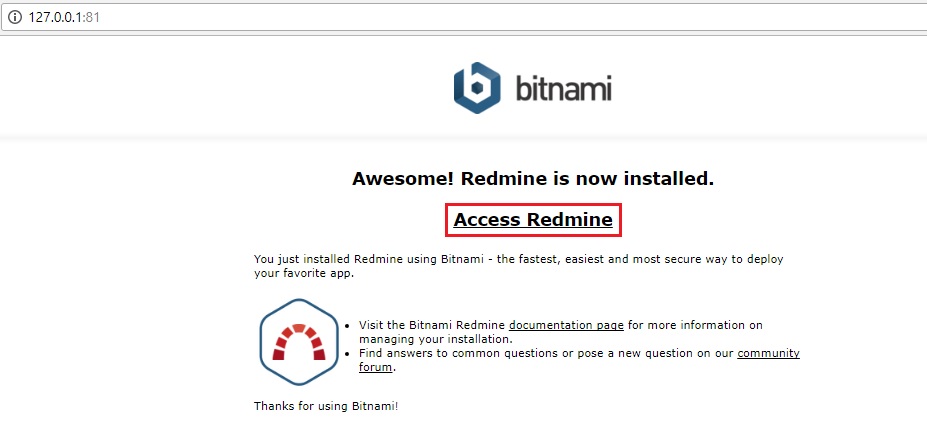 127.0.0.1:81
bitnami
Awesome! Redmine is now installed.
Access Redmine
You just installed Redmine using Bitnami - the fastest, easiest and most secure way to deploy
your favorite app.
• Visit the Bitnami Redmine documentation page for more information on
managing your installation.
• Find answers to common questions or pose a new question on our community
forum.
Thanks for using Bitnami!